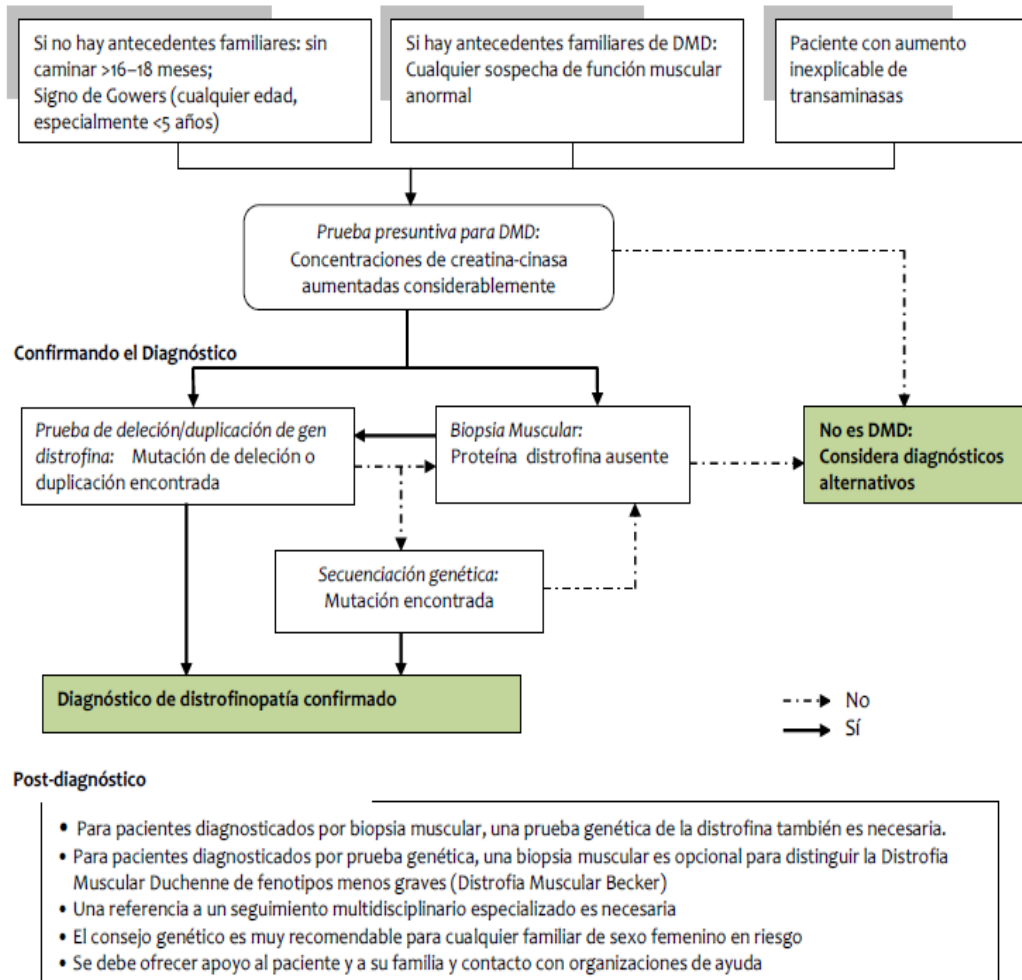 Si no hay antecedentes familiares: sin
caminar >16–18 meses;
Signo de Gowers (cualquier edad,
especialmente <5 años)
Si hay antecedentes familiares de DMD:
Cualquier sospecha de función muscular
anormal
Paciente con aumento
inexplicable de
transaminasas
Prueba presuntiva para DMD:
Concentraciones de creatina-cinasa
aumentadas considerablemente
Confirmando el Diagnóstico
Prueba de deleción/duplicación de gen
distrofina: Mutación de deleción o
duplicación encontrada
Biopsia Muscular:
Proteína distrofina ausente
No es DMD:
Considera diagnósticos
alternativos
Secuenciación genética:
Mutación encontrada
Diagnóstico de distrofinopatía confirmado
No
Sí
Post-diagnóstico
• Para pacientes diagnosticados por biopsia muscular, una prueba genética de la distrofina también es necesaria.
• Para pacientes diagnosticados por prueba genética, una biopsia muscular es opcional para distinguir la Distrofia
Muscular Duchenne de fenotipos menos graves (Distrofia Muscular Becker)
• Una referencia a un seguimiento multidisciplinario especializado es necesaria
• El consejo genético es muy recomendable para cualquier familiar de sexo femenino en riesgo
• Se debe ofrecer apoyo al paciente y a su familia y contacto con organizaciones de ayuda